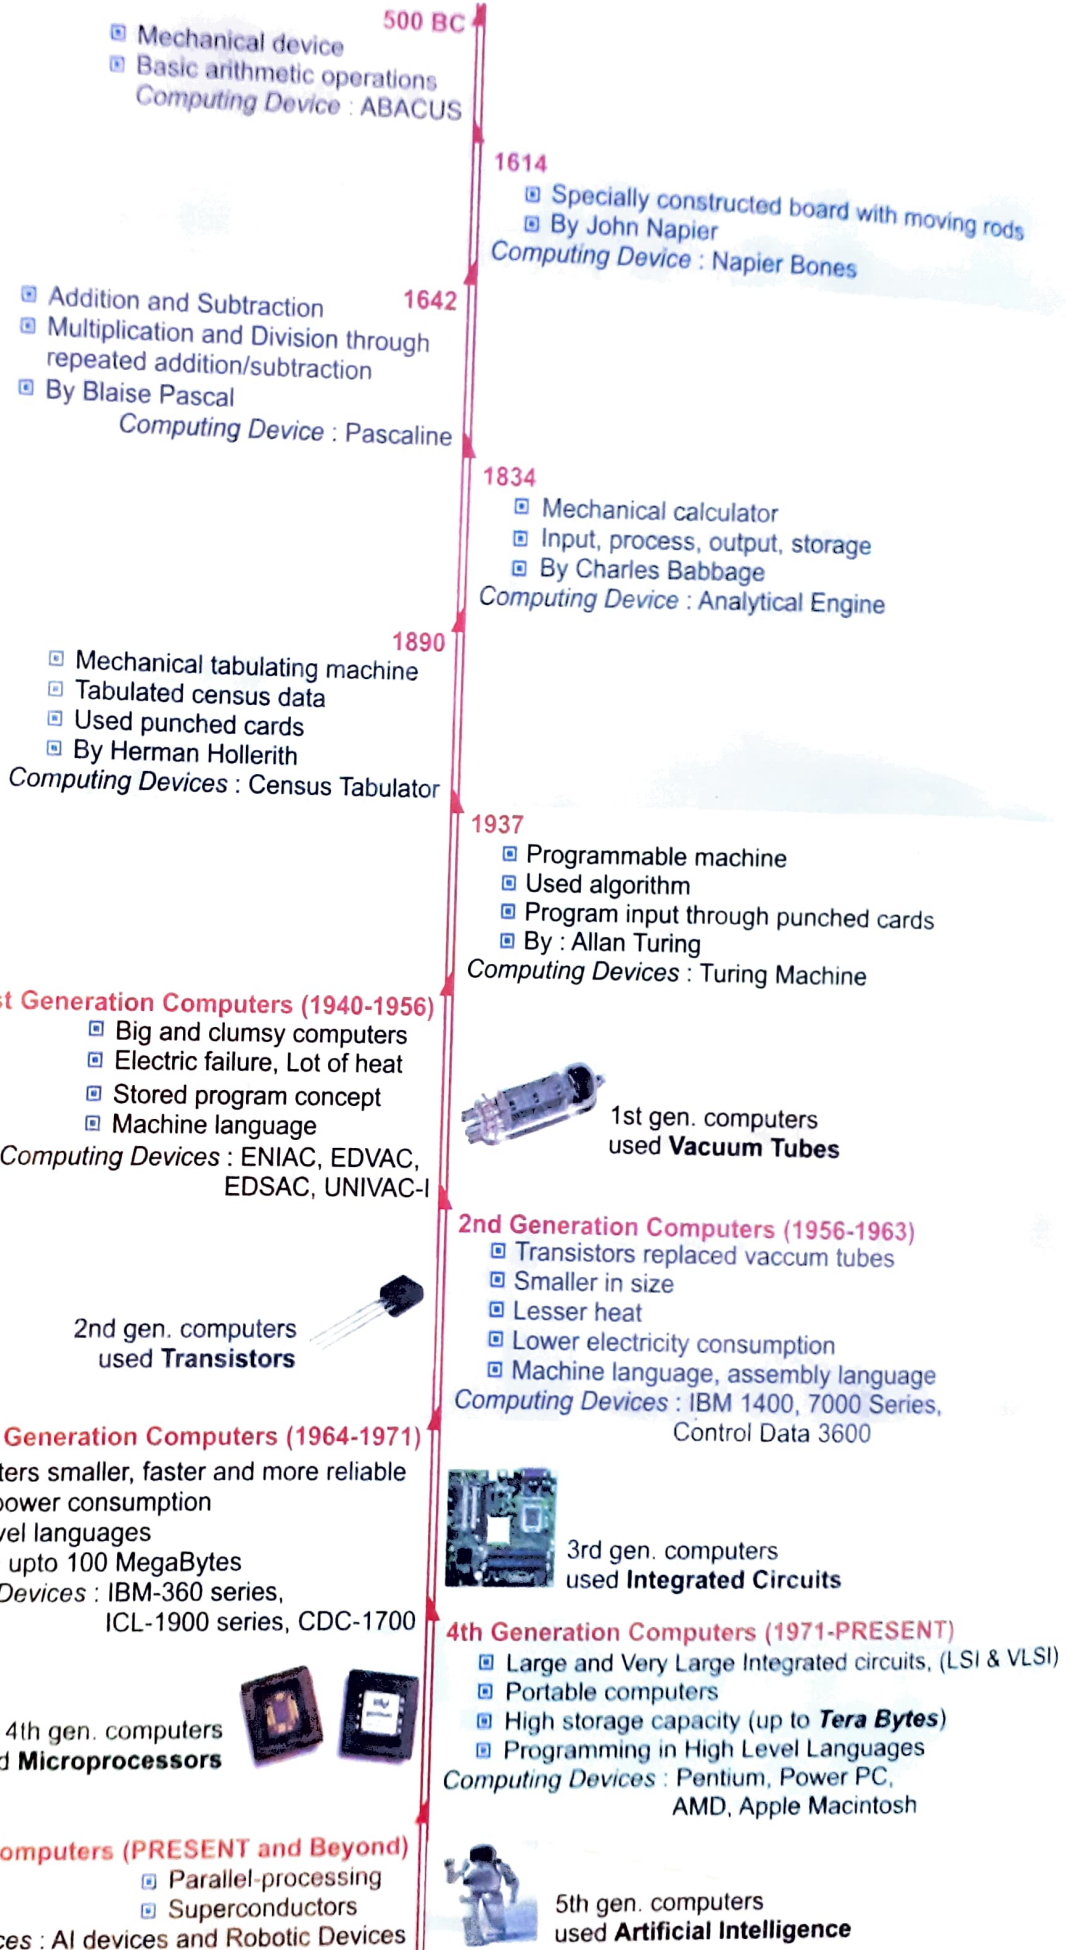 500 BC
Mechanical device
Basic arithmetic operations
Computing Device : ABACUS
1614
Specially constructed board with moving rods
By John Napier
Computing Device : Napier Bones
1642
Addition and Subtraction
Multiplication and Division through
repeated addition/subtraction
By Blaise Pascal
Computing Device : Pascaline
1834
Mechanical calculator
Input, process, output, storage
By Charles Babbage
Computing Device : Analytical Engine
1890
Mechanical tabulating machine
Tabulated census data
Used punched cards
By Herman Hollerith
Computing Devices : Census Tabulator
1937
Programmable machine
Used algorithm
Program input through punched cards
By : Allan Turing
Computing Devices : Turing Machine
Generation Computers (1940-1956)
Big and clumsy computers
Electric failure, Lot of heat
Stored program concept
Machine language
Computing Devices : ENIAC, EDVAC,
EDSAC, UNIVAC-I
1st gen. computers
used Vacuum Tubes
2nd Generation Computers (1956-1963)
Transistors replaced vaccum tubes
Smaller in size
Lesser heat
Lower electricity consumption
Machine language, assembly language
Computing Devices : IBM 1400, 7000 Series,
Control Data 3600
2nd gen. computers
used Transistors
Generation Computers (1964-1971)
smaller, faster and more reliable
consumption
languages
upto 100 MegaBytes
Devices : IBM-360 series,
ICL-1900 series, CDC-1700
3rd gen. computers
used Integrated Circuits
4th Generation Computers (1971-PRESENT)
Large and Very Large Integrated circuits, (LSI & VLSI)
Portable computers
High storage capacity (up to Tera Bytes)
Programming in High Level Languages
Computing Devices : Pentium, Power PC,
AMD, Apple Macintosh
4th gen. computers
Microprocessors
(PRESENT and Beyond)
Parallel-processing
Superconductors
: AI devices and Robotic Devices
5th gen. computers
used Artificial Intelligence